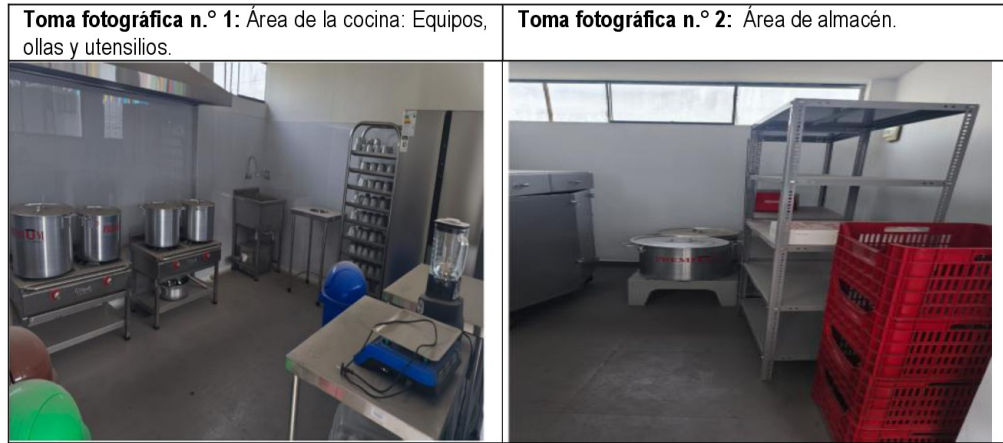 Toma fotográfica n.° 1: Área de la cocina: Equipos,
ollas y utensilios.
Toma fotográfica n.° 2: Área de almacén.